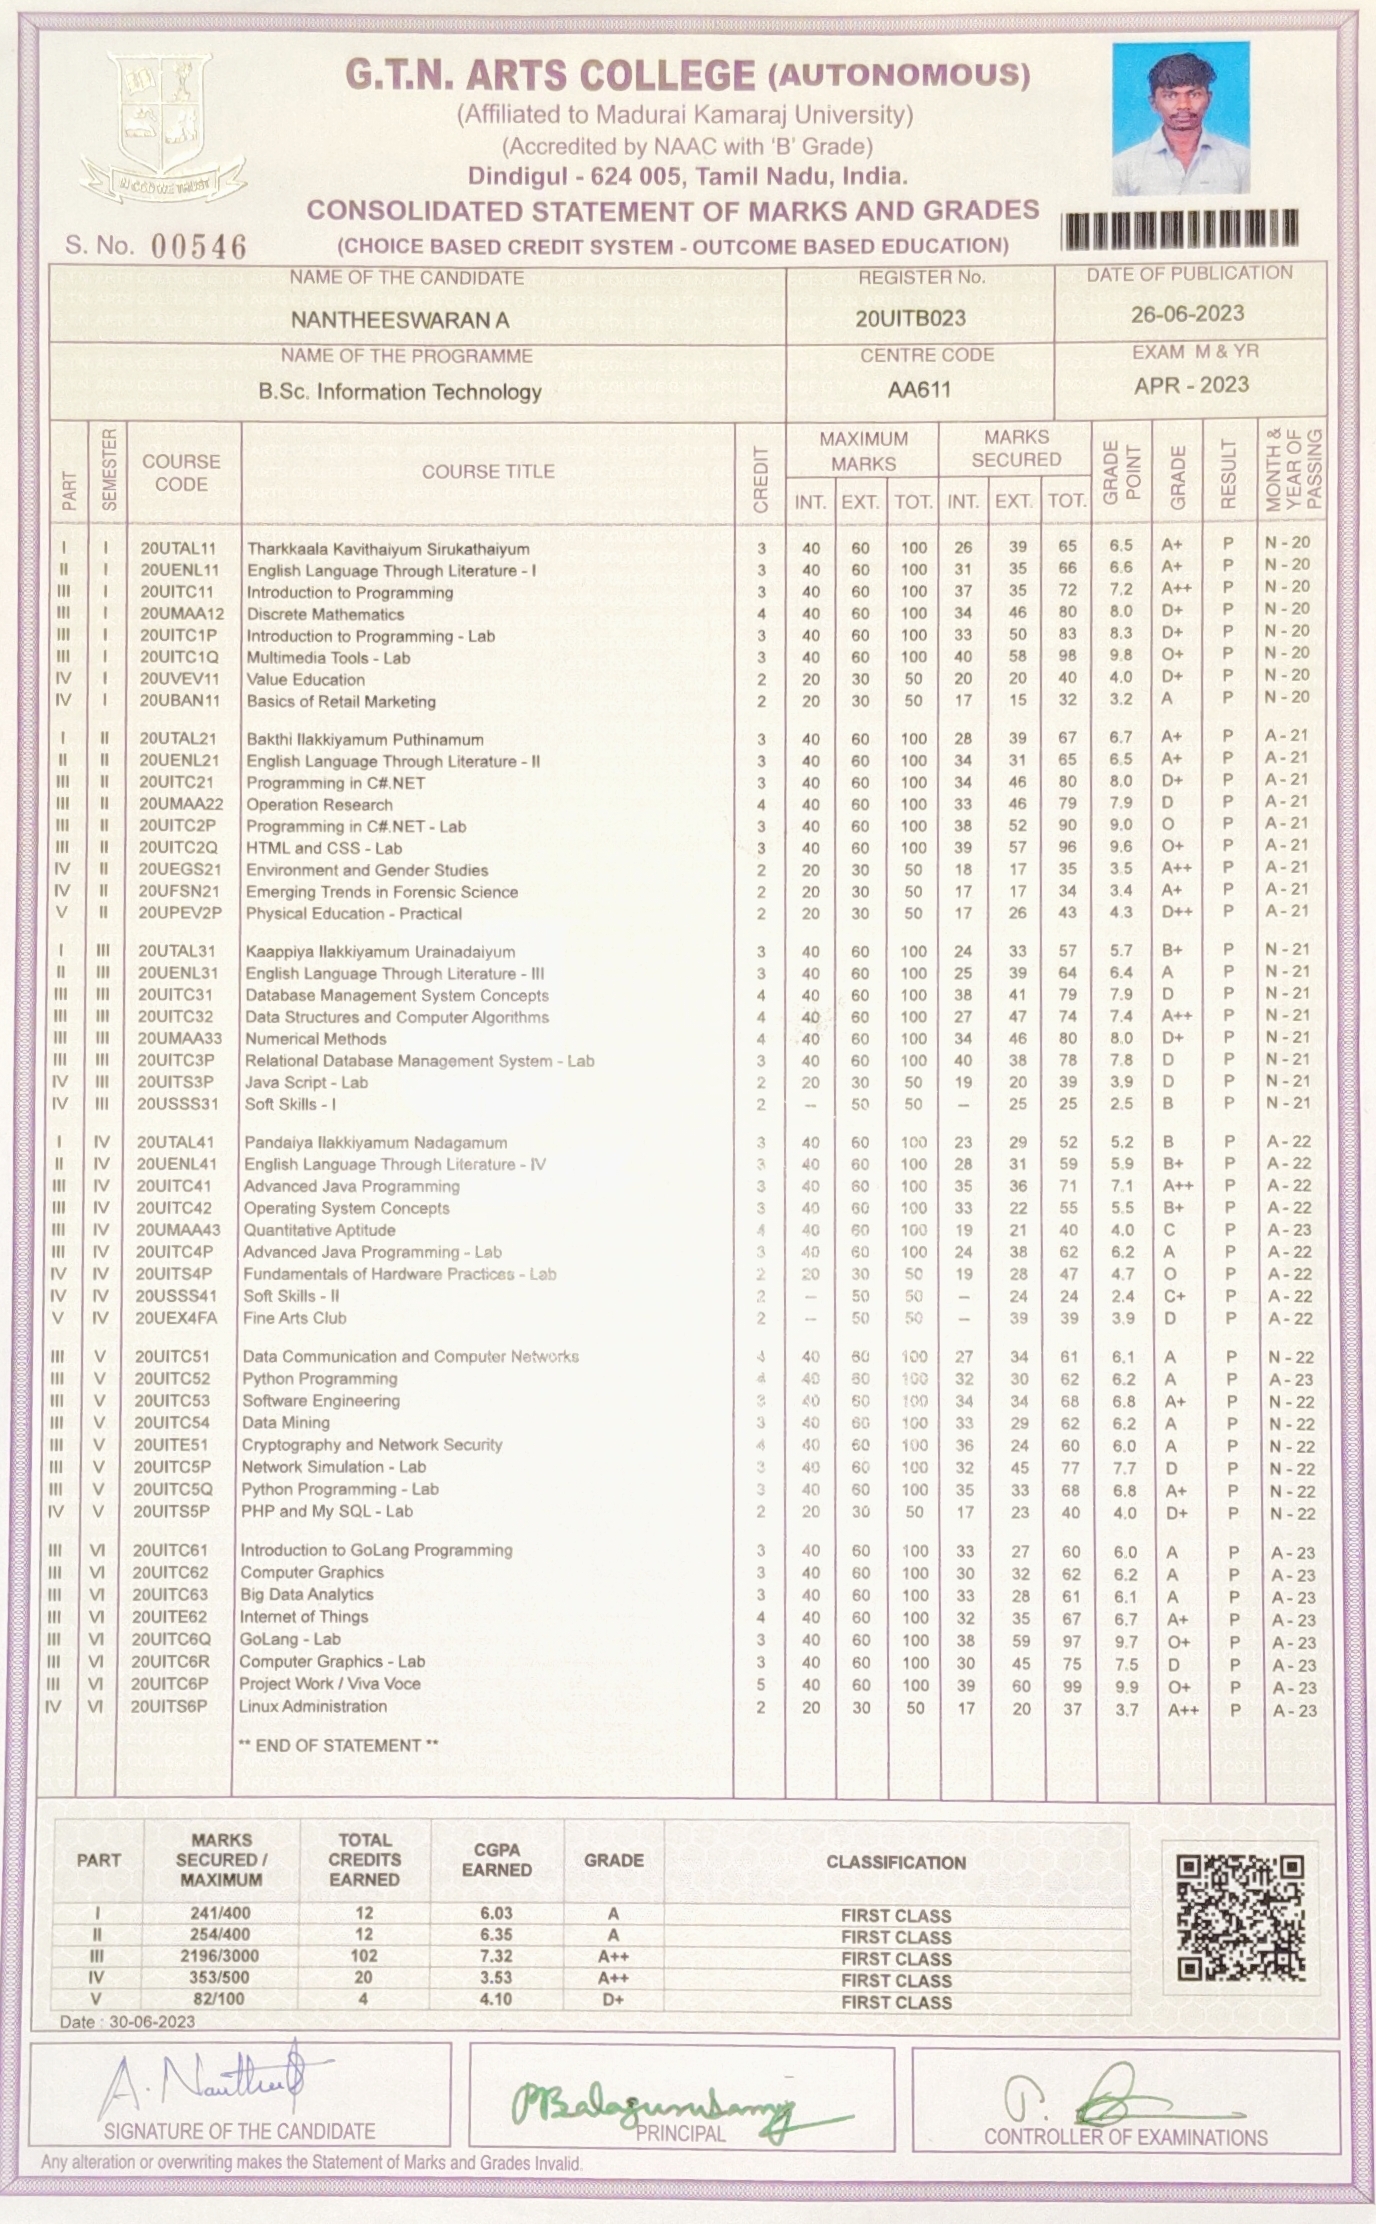 G.T.N. ARTS COLLEGE (AUTONOMOUS)
(Affiliated to Madurai Kamaraj University)
(Accredited by NAAC with 'B' Grade)
Dindigul - 624 005, Tamil Nadu, India.
CONSOLIDATED STATEMENT OF MARKS AND GRADES
(CHOICE BASED CREDIT SYSTEM - OUTCOME BASED EDUCATION)
IN GOD WE TRUST
S. No. 00546
NAME OF THE CANDIDATE REGISTER No. DATE OF PUBLICATION
NANTHEESWARAN A 20UITB023 26-06-2023
NAME OF THE PROGRAMME CENTRE CODE EXAM M & YR
B.Sc. Information Technology AA611 APR - 2023
PART SEMESTER COURSE CODE COURSE TITLE CREDIT MAXIMUM MARKS MARKS SECURED GRADE POINT GRADE RESULT MONTH & YEAR OF PASSING
INT. EXT. TOT. INT. EXT. TOT.
I I 20UTAL11 Tharkkaala Kavithaiyum Sirukathaiyum 3 40 60 100 26 39 65 6.5 A+ P N - 20
II I 20UENL11 English Language Through Literature - I 3 40 60 100 31 35 66 6.6 A+ P N - 20
III I 20UITC11 Introduction to Programming 3 40 60 100 37 35 72 7.2 A++ P N - 20
III I 20UMAA12 Discrete Mathematics 4 40 60 100 34 46 80 8.0 D+ P N - 20
III I 20UITC1P Introduction to Programming - Lab 3 40 60 100 33 50 83 8.3 D+ P N - 20
III I 20UITC1Q Multimedia Tools - Lab 3 40 60 100 40 58 98 9.8 O+ P N - 20
IV I 20UVEV11 Value Education 2 20 30 50 20 20 40 4.0 D+ P N - 20
IV I 20UBAN11 Basics of Retail Marketing 2 20 30 50 17 15 32 3.2 A P N - 20
I II 20UTAL21 Bakthi Ilakkiyamum Puthinamum 3 40 60 100 28 39 67 6.7 A+ P A - 21
II II 20UENL21 English Language Through Literature - II 3 40 60 100 34 31 65 6.5 A+ P A - 21
III II 20UITC21 Programming in C#.NET 3 40 60 100 34 46 80 8.0 D+ P A - 21
III II 20UMAA22 Operation Research 4 40 60 100 33 46 79 7.9 D P A - 21
III II 20UITC2P Programming in C#.NET - Lab 3 40 60 100 38 52 90 9.0 O P A - 21
III II 20UITC2Q HTML and CSS - Lab 3 40 60 100 39 57 96 9.6 O+ P A - 21
IV II 20UEGS21 Environment and Gender Studies 2 20 30 50 18 17 35 3.5 A++ P A - 21
IV II 20UFSN21 Emerging Trends in Forensic Science 2 20 30 50 17 17 34 3.4 A+ P A - 21
V II 20UPEV2P Physical Education - Practical 2 20 30 50 17 26 43 4.3 D++ P A - 21
I III 20UTAL31 Kaappiya Ilakkiyamum Urainadaiyum 3 40 60 100 24 33 57 5.7 B+ P N - 21
II III 20UENL31 English Language Through Literature - III 3 40 60 100 25 39 64 6.4 A P N - 21
III III 20UITC31 Database Management System Concepts 4 40 60 100 38 41 79 7.9 D P N - 21
III III 20UITC32 Data Structures and Computer Algorithms 4 40 60 100 27 47 74 7.4 A++ P N - 21
III III 20UMAA33 Numerical Methods 4 40 60 100 34 46 80 8.0 D+ P N - 21
III III 20UITC3P Relational Database Management System - Lab 3 40 60 100 40 38 78 7.8 D P N - 21
IV III 20UITS3P Java Script - Lab 2 20 30 50 19 20 39 3.9 D P N - 21
IV III 20USSS31 Soft Skills - I 2 -- 50 50 -- 25 25 2.5 B P N - 21
I IV 20UTAL41 Pandaiya Ilakkiyamum Nadagamum 3 40 60 100 23 29 52 5.2 B P A - 22
II IV 20UENL41 English Language Through Literature - IV 3 40 60 100 28 31 59 5.9 B+ P A - 22
III IV 20UITC41 Advanced Java Programming 3 40 60 100 35 36 71 7.1 A++ P A - 22
III IV 20UITC42 Operating System Concepts 3 40 60 100 33 22 55 5.5 B+ P A - 22
III IV 20UMAA43 Quantitative Aptitude 4 40 60 100 19 21 40 4.0 C P A - 23
III IV 20UITC4P Advanced Java Programming - Lab 3 40 60 100 24 38 62 6.2 A P A - 22
IV IV 20UITS4P Fundamentals of Hardware Practices - Lab 2 20 30 50 19 28 47 4.7 O P A - 22
IV IV 20USSS41 Soft Skills - II 2 -- 50 50 -- 24 24 2.4 C+ P A - 22
V IV 20UEX4FA Fine Arts Club 2 -- 50 50 -- 39 39 3.9 D P A - 22
III V 20UITC51 Data Communication and Computer Networks 4 40 60 100 27 34 61 6.1 A P N - 22
III V 20UITC52 Python Programming 4 40 60 100 32 30 62 6.2 A P A - 23
III V 20UITC53 Software Engineering 3 40 60 100 34 34 68 6.8 A+ P N - 22
III V 20UITC54 Data Mining 3 40 60 100 33 29 62 6.2 A P N - 22
III V 20UITE51 Cryptography and Network Security 4 40 60 100 36 24 60 6.0 A P N - 22
III V 20UITC5P Network Simulation - Lab 3 40 60 100 32 45 77 7.7 D P N - 22
III V 20UITC5Q Python Programming - Lab 3 40 60 100 35 33 68 6.8 A+ P N - 22
IV V 20UITS5P PHP and My SQL - Lab 2 20 30 50 17 23 40 4.0 D+ P N - 22
III VI 20UITC61 Introduction to GoLang Programming 3 40 60 100 33 27 60 6.0 A P A - 23
III VI 20UITC62 Computer Graphics 3 40 60 100 30 32 62 6.2 A P A - 23
III VI 20UITC63 Big Data Analytics 3 40 60 100 33 28 61 6.1 A P A - 23
III VI 20UITE62 Internet of Things 4 40 60 100 32 35 67 6.7 A+ P A - 23
III VI 20UITC6Q GoLang - Lab 3 40 60 100 38 59 97 9.7 O+ P A - 23
III VI 20UITC6R Computer Graphics - Lab 3 40 60 100 30 45 75 7.5 D P A - 23
III VI 20UITC6P Project Work / Viva Voce 5 40 60 100 39 60 99 9.9 O+ P A - 23
IV VI 20UITS6P Linux Administration 2 20 30 50 17 20 37 3.7 A++ P A - 23
** END OF STATEMENT **
PART MARKS SECURED / MAXIMUM TOTAL CREDITS EARNED CGPA EARNED GRADE CLASSIFICATION
I 241/400 12 6.03 A FIRST CLASS
II 254/400 12 6.35 A FIRST CLASS
III 2196/3000 102 7.32 A++ FIRST CLASS
IV 353/500 20 3.53 A++ FIRST CLASS
V 82/100 4 4.10 D+ FIRST CLASS
Date : 30-06-2023
SIGNATURE OF THE CANDIDATE PRINCIPAL CONTROLLER OF EXAMINATIONS
Any alteration or overwriting makes the Statement of Marks and Grades Invalid.